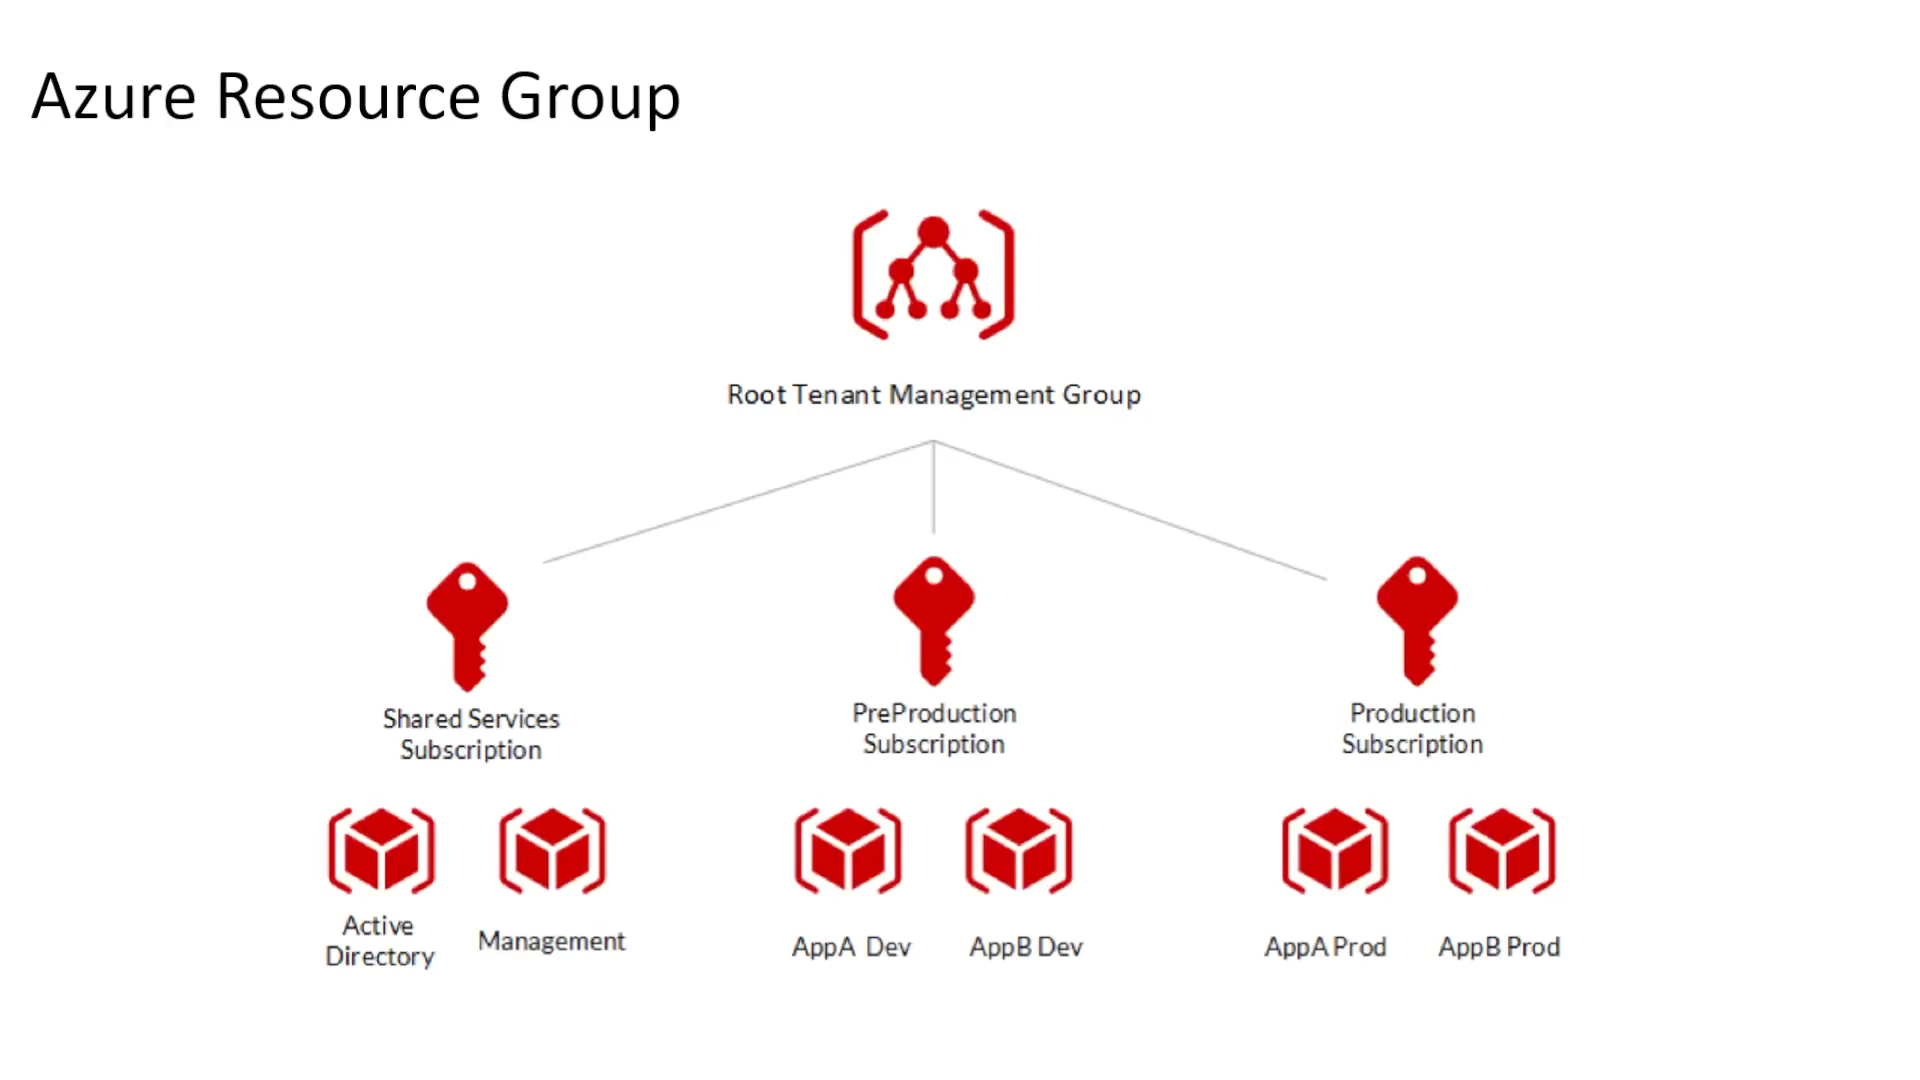 Azure Resource Group
Root Tenant Management Group
Shared Services
Subscription
PreProduction
Subscription
Production
Subscription
Active
Directory
Management
AppA Dev
AppB Dev
AppA Prod
AppB Prod